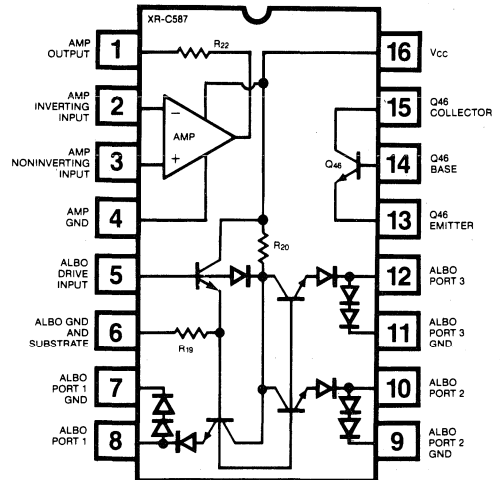 XR-C587
AMP
OUTPUT
1
R22
16
VCC
AMP
INVERTING
INPUT
2
15
Q46
COLLECTOR
AMP
NONINVERTING
INPUT
3
−
AMP
+
Q46
14
Q46
BASE
AMP
GND
4
13
Q46
EMITTER
R20
ALBO
DRIVE
INPUT
5
12
ALBO
PORT 3
ALBO GND
AND
SUBSTRATE
6
R19
11
ALBO
PORT 3
GND
ALBO
PORT 1
GND
7
10
ALBO
PORT 2
ALBO
PORT 1
8
9
ALBO
PORT 2
GND